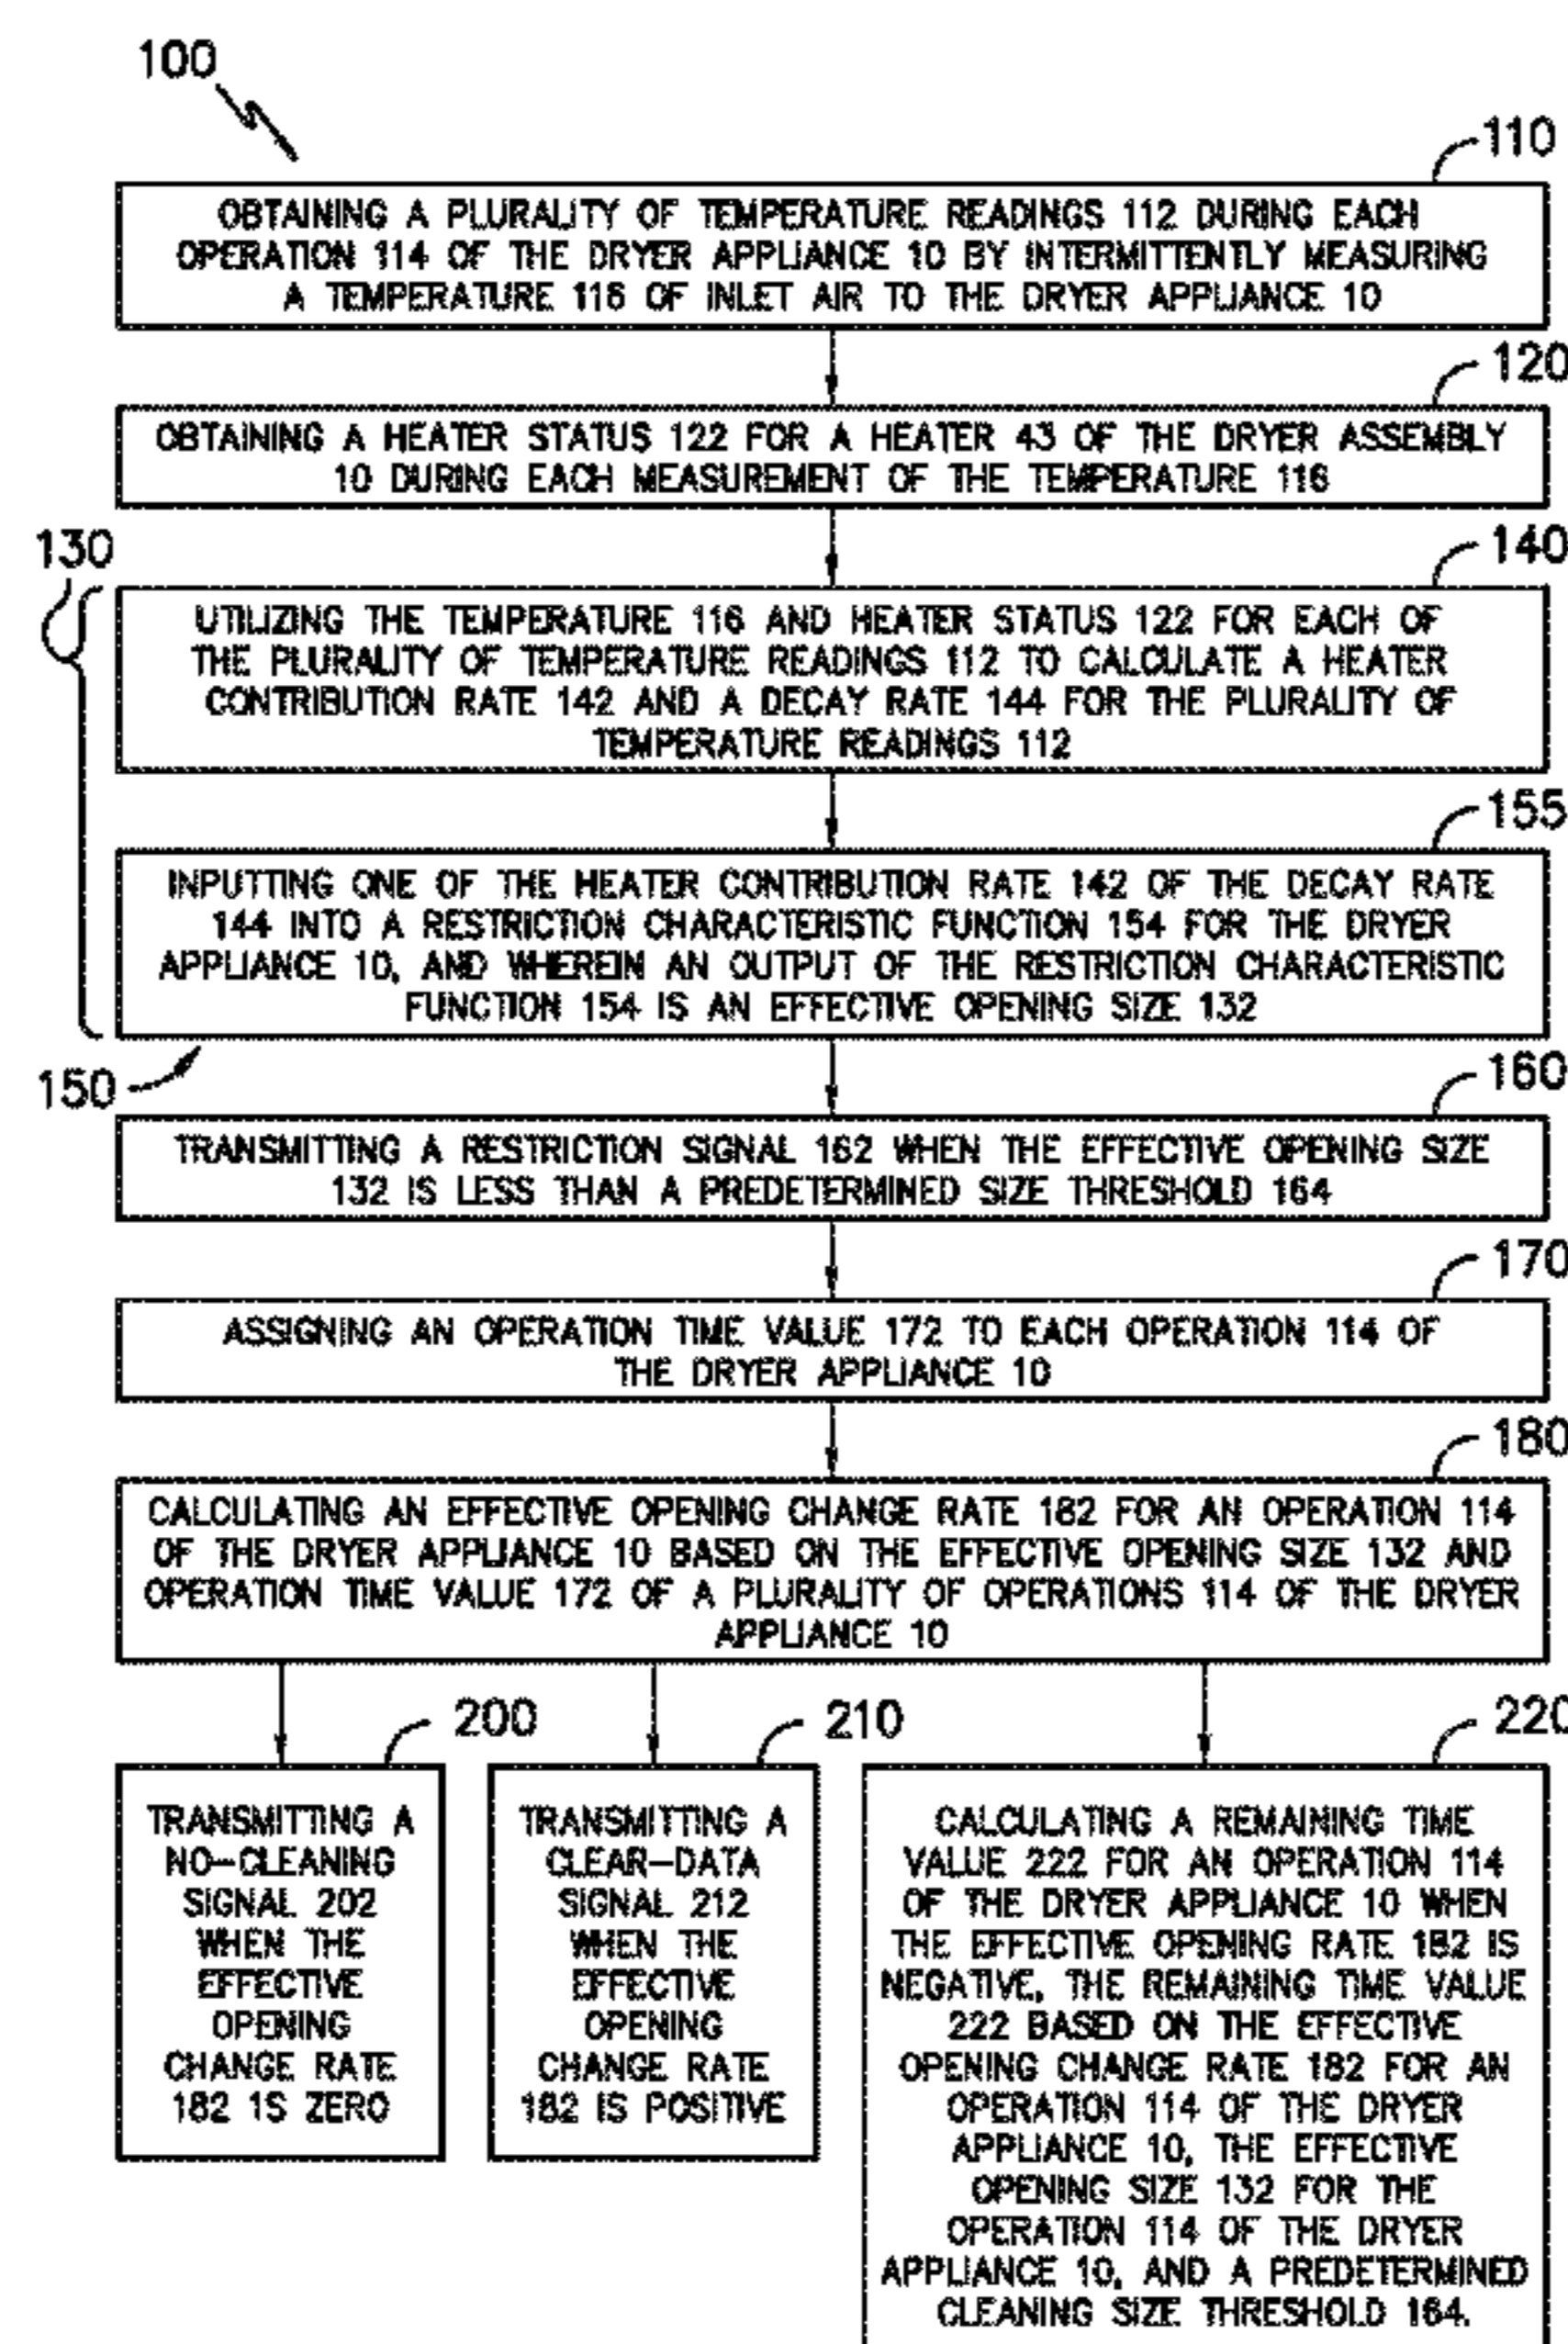 100
110
OBTAINING A PLURALITY OF TEMPERATURE READINGS 112 DURING EACH
OPERATION 114 OF THE DRYER APPLIANCE 10 BY INTERMITTENTLY MEASURING
A TEMPERATURE 116 OF INLET AIR TO THE DRYER APPLIANCE 10
120
OBTAINING A HEATER STATUS 122 FOR A HEATER 43 OF THE DRYER ASSEMBLY
10 DURING EACH MEASUREMENT OF THE TEMPERATURE 116
130
140
UTILIZING THE TEMPERATURE 116 AND HEATER STATUS 122 FOR EACH OF
THE PLURALITY OF TEMPERATURE READINGS 112 TO CALCULATE A HEATER
CONTRIBUTION RATE 142 AND A DECAY RATE 144 FOR THE PLURALITY OF
TEMPERATURE READINGS 112
155
INPUTTING ONE OF THE HEATER CONTRIBUTION RATE 142 OF THE DECAY RATE
144 INTO A RESTRICTION CHARACTERISTIC FUNCTION 154 FOR THE DRYER
APPLIANCE 10, AND WHEREIN AN OUTPUT OF THE RESTRICTION CHARACTERISTIC
FUNCTION 154 IS AN EFFECTIVE OPENING SIZE 132
150
160
TRANSMITTING A RESTRICTION SIGNAL 162 WHEN THE EFFECTIVE OPENING SIZE
132 IS LESS THAN A PREDETERMINED SIZE THRESHOLD 164
170
ASSIGNING AN OPERATION TIME VALUE 172 TO EACH OPERATION 114 OF
THE DRYER APPLIANCE 10
180
CALCULATING AN EFFECTIVE OPENING CHANGE RATE 182 FOR AN OPERATION 114
OF THE DRYER APPLIANCE 10 BASED ON THE EFFECTIVE OPENING SIZE 132 AND
OPERATION TIME VALUE 172 OF A PLURALITY OF OPERATIONS 114 OF THE DRYER
APPLIANCE 10
200
TRANSMITTING A
NO-CLEANING
SIGNAL 202
WHEN THE
EFFECTIVE
OPENING
CHANGE RATE
182 1S ZERO
210
TRANSMITTING A
CLEAR-DATA
SIGNAL 212
WHEN THE
EFFECTIVE
OPENING
CHANGE RATE
182 IS POSITIVE
220
CALCULATING A REMAINING TIME
VALUE 222 FOR AN OPERATION 114
OF THE DRYER APPLIANCE 10 WHEN
THE EFFECTIVE OPENING RATE 182 IS
NEGATIVE, THE REMAINING TIME VALUE
222 BASED ON THE EFFECTIVE
OPENING CHANGE RATE 182 FOR AN
OPERATION 114 OF THE DRYER
APPLIANCE 10, THE EFFECTIVE
OPENING SIZE 132 FOR THE
OPERATION 114 OF THE DRYER
APPLIANCE 10, AND A PREDETERMINED
CLEANING SIZE THRESHOLD 164.